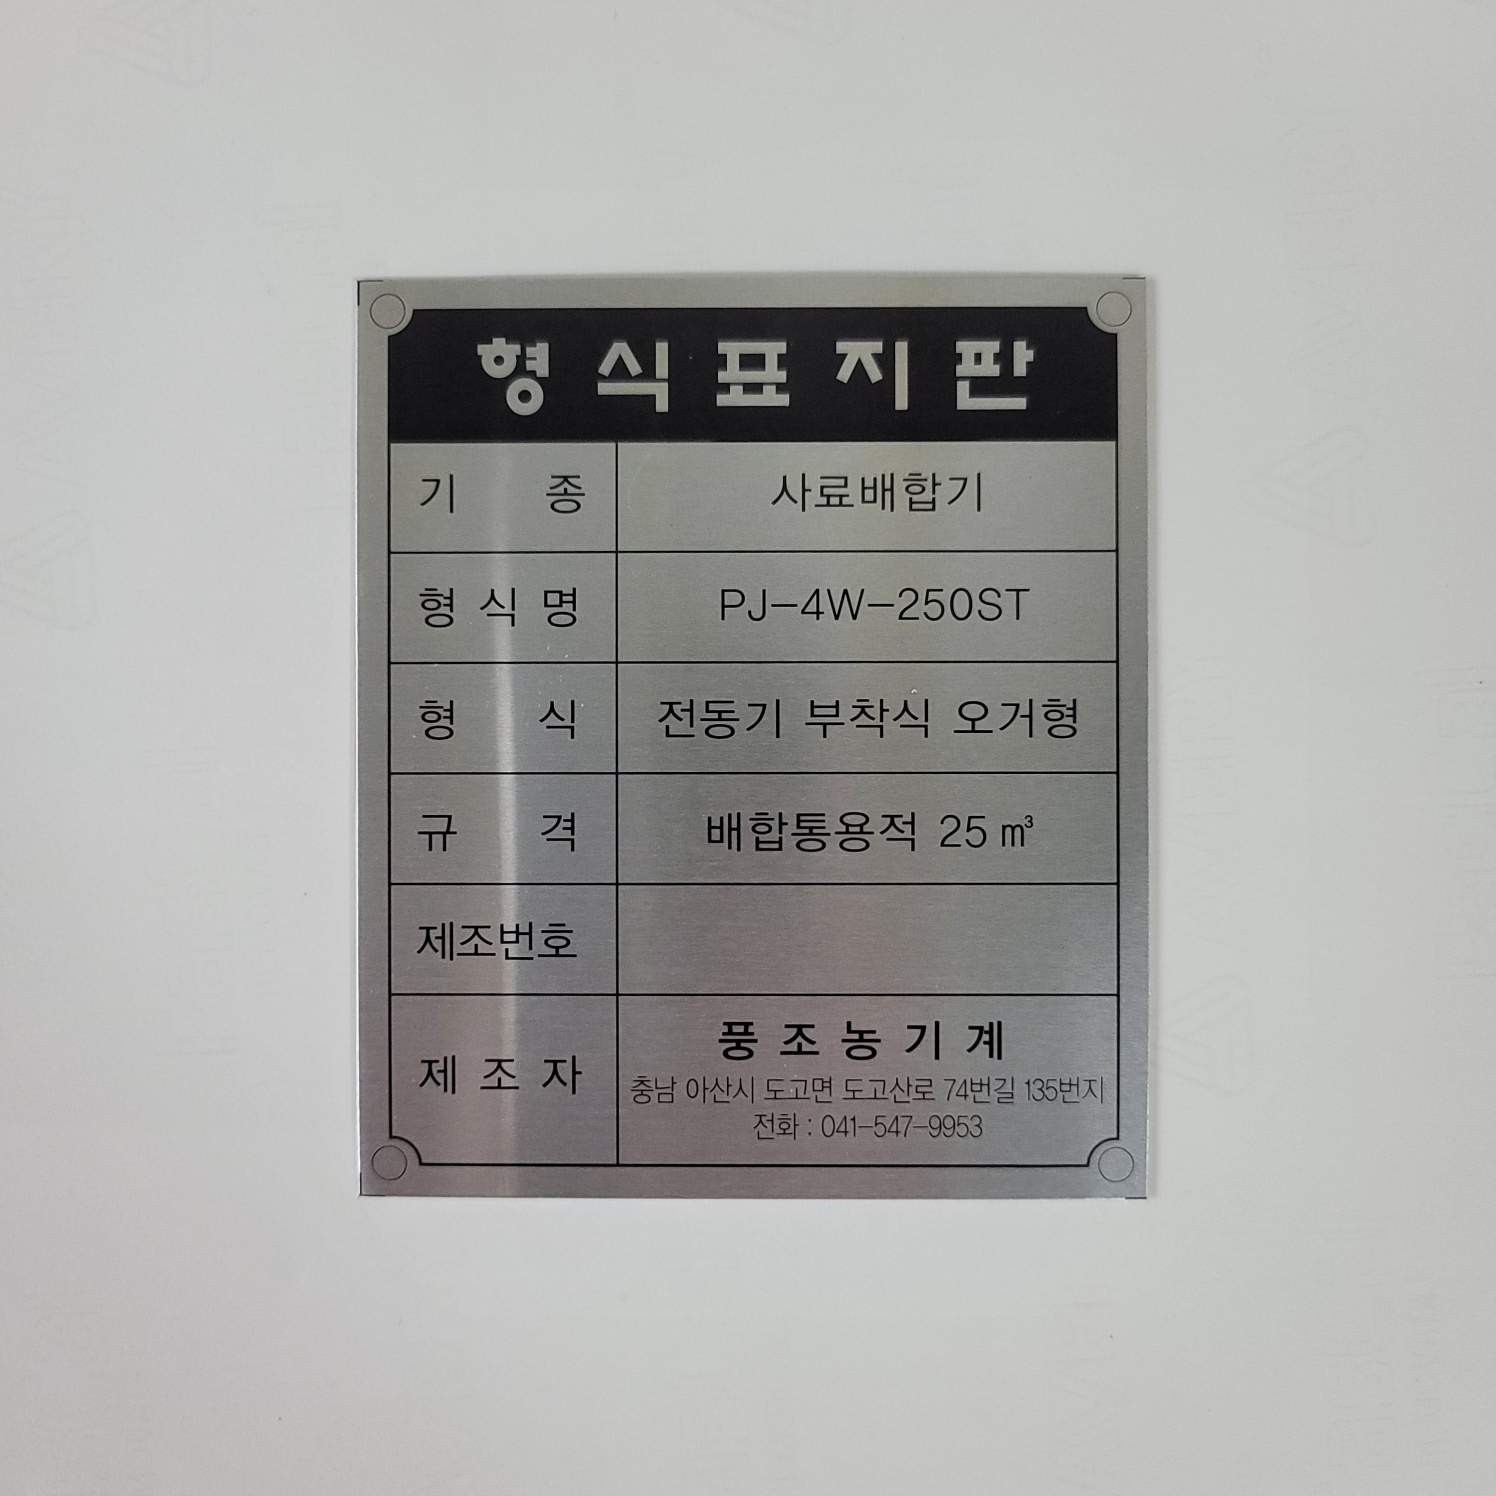 형식표지판
기 종 사료배합기
형 식 명 PJ-4W-250ST
형 식 전동기 부착식 오거형
규 격 배합통용적 25㎥
제조번호
제 조 자 풍조농기계
충남 아산시 도고면 도고산로 74번길 135번지
전화 : 041-547-9953